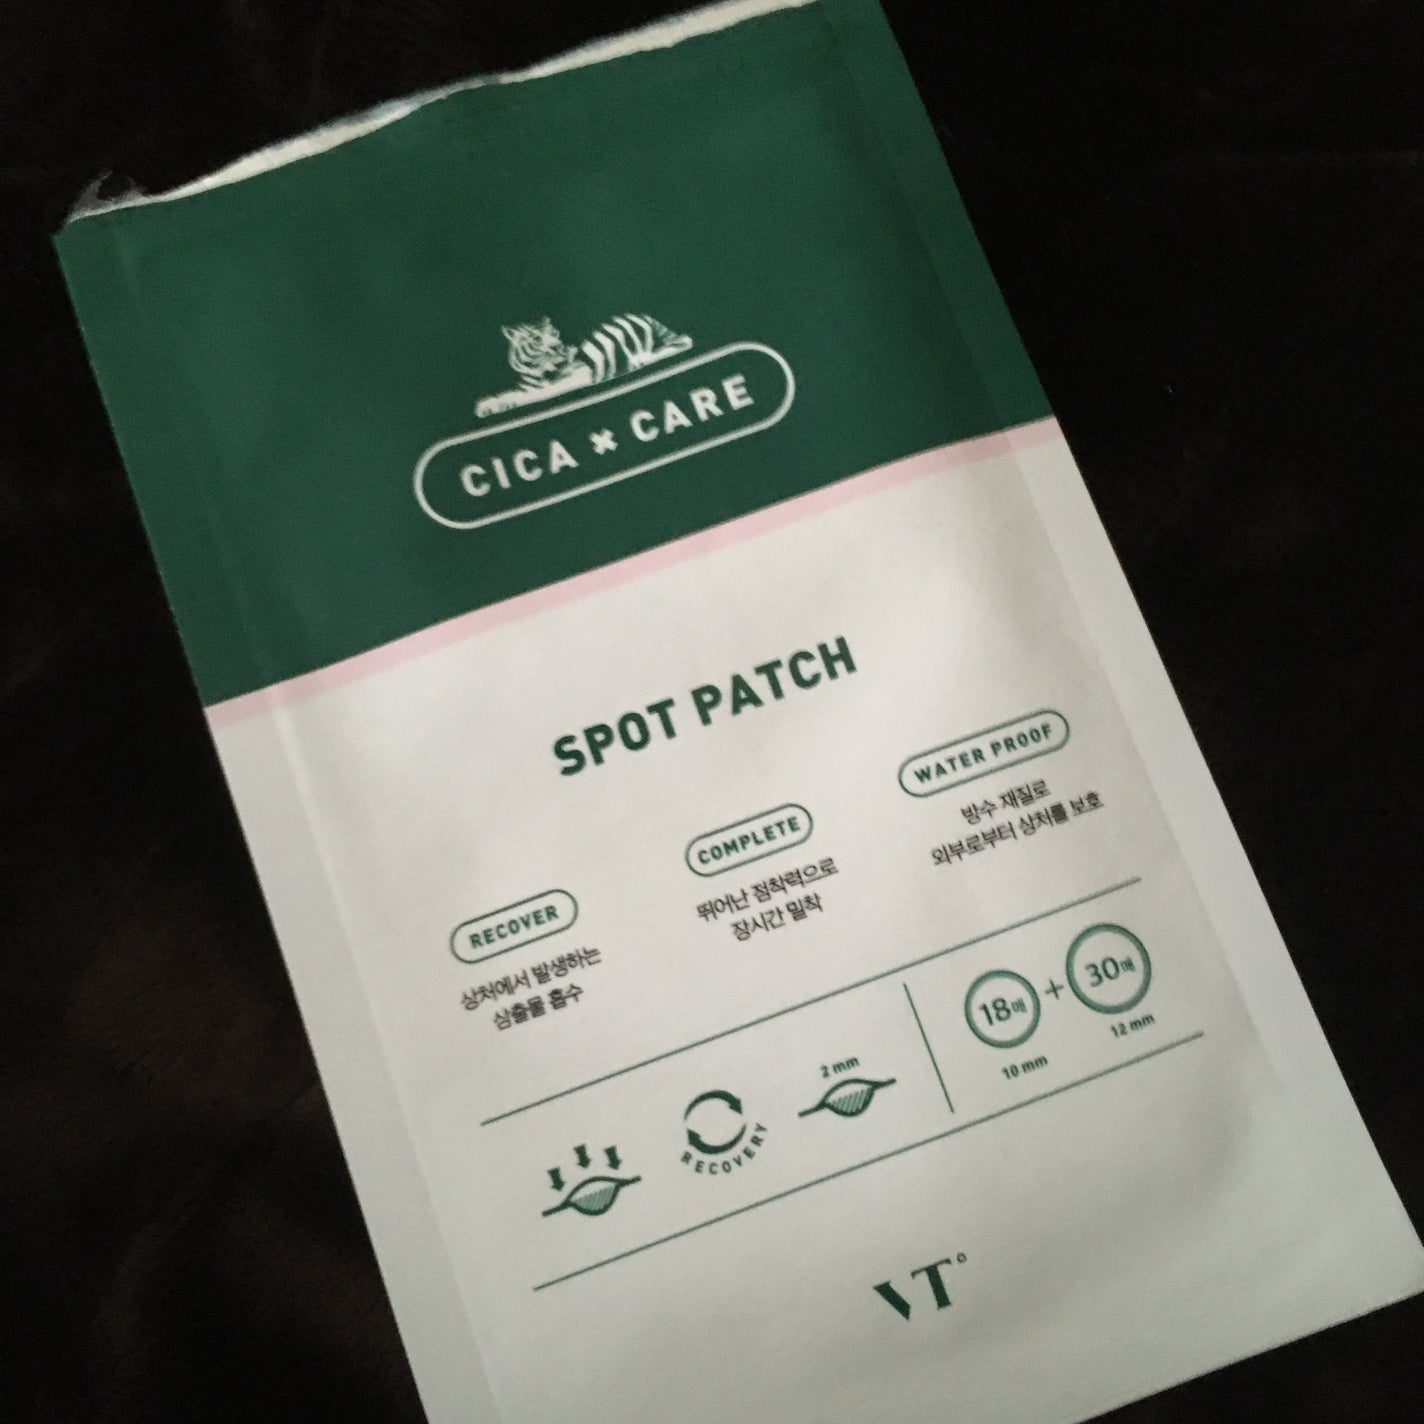 CICA × CARE
SPOT PATCH
RECOVER
상처에서 발생하는
삼출물 흡수
COMPLETE
뛰어난 점착력으로
장시간 밀착
WATER PROOF
방수 재질로
외부로부터 상처를 보호
RECOVERY
2 mm
18매 + 30매
10 mm
12 mm
VT